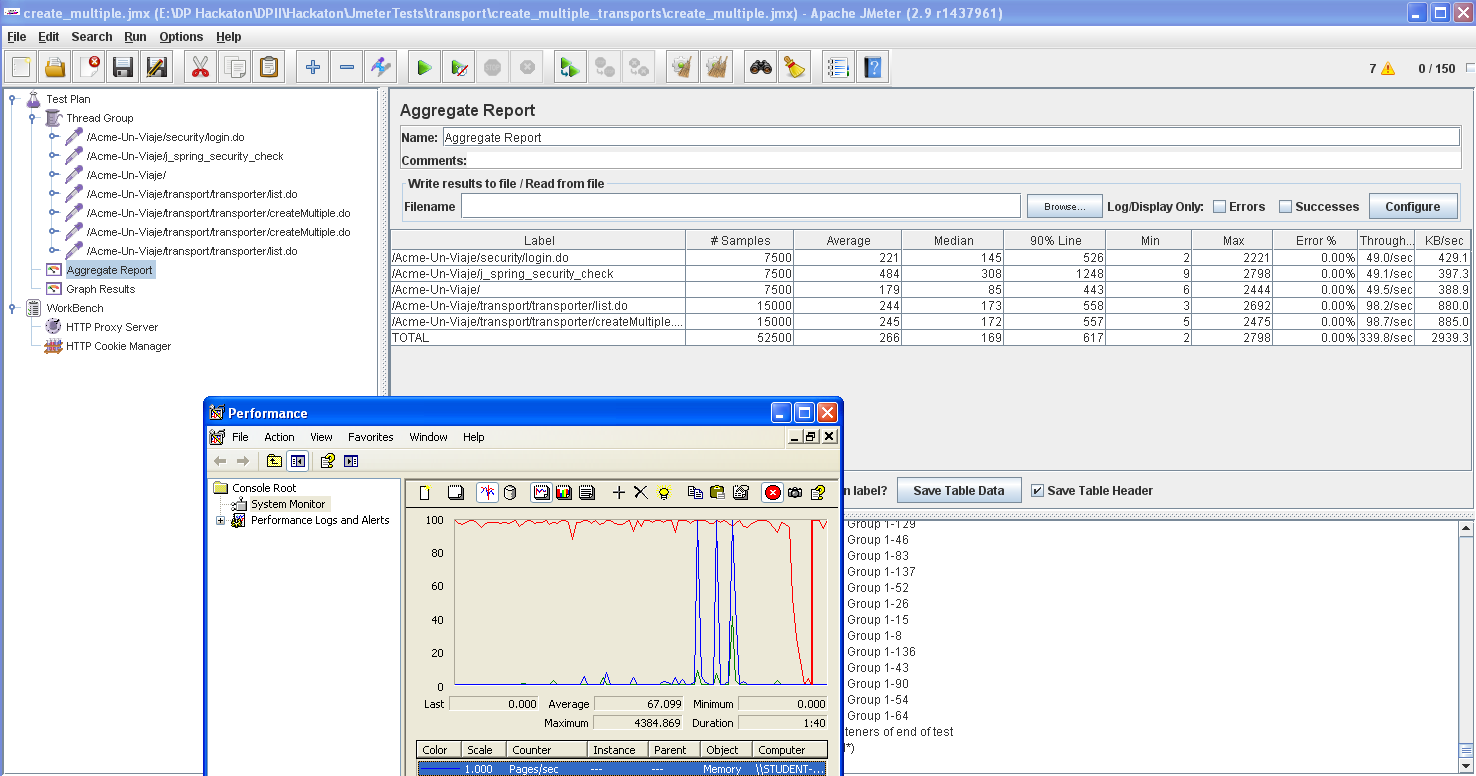 create_multiple.jmx (E:\DP Hackaton\DPII\Hackaton\JmeterTests\transport\create_multiple_transports\create_multiple.jmx) - Apache JMeter (2.9 r1437961)
File Edit Search Run Options Help
7 0 / 150
Test Plan
Thread Group
/Acme-Un-Viaje/security/login.do
/Acme-Un-Viaje/j_spring_security_check
/Acme-Un-Viaje/
/Acme-Un-Viaje/transport/transporter/list.do
/Acme-Un-Viaje/transport/transporter/createMultiple.do
/Acme-Un-Viaje/transport/transporter/createMultiple.do
/Acme-Un-Viaje/transport/transporter/list.do
Aggregate Report
Graph Results
WorkBench
HTTP Proxy Server
HTTP Cookie Manager
Aggregate Report
Name: Aggregate Report
Comments:
Write results to file / Read from file
Filename Browse... Log/Display Only: Errors Successes Configure
Label # Samples Average Median 90% Line Min Max Error % Through... KB/sec
/Acme-Un-Viaje/security/login.do 7500 221 145 526 2 2221 0.00% 49.0/sec 429.1
/Acme-Un-Viaje/j_spring_security_check 7500 484 308 1248 9 2798 0.00% 49.1/sec 397.3
/Acme-Un-Viaje/ 7500 179 85 443 6 2444 0.00% 49.5/sec 388.9
/Acme-Un-Viaje/transport/transporter/list.do 15000 244 173 558 3 2692 0.00% 98.2/sec 880.0
/Acme-Un-Viaje/transport/transporter/createMultiple.... 15000 245 172 557 5 2475 0.00% 98.7/sec 885.0
TOTAL 52500 266 169 617 2 2798 0.00% 339.8/sec 2939.3
n label? Save Table Data Save Table Header
Group 1-129
Group 1-46
Group 1-83
Group 1-137
Group 1-52
Group 1-26
Group 1-15
Group 1-8
Group 1-136
Group 1-43
Group 1-90
Group 1-54
Group 1-64
teners of end of test
l*)
Performance
File Action View Favorites Window Help
Console Root
System Monitor
Performance Logs and Alerts
100
80
60
40
20
0
Last 0.000 Average 67.099 Minimum 0.000
Maximum 4384.869 Duration 1:40
Color Scale Counter Instance Parent Object Computer
1.000 Pages/sec --- --- Memory \\STUDENT-...